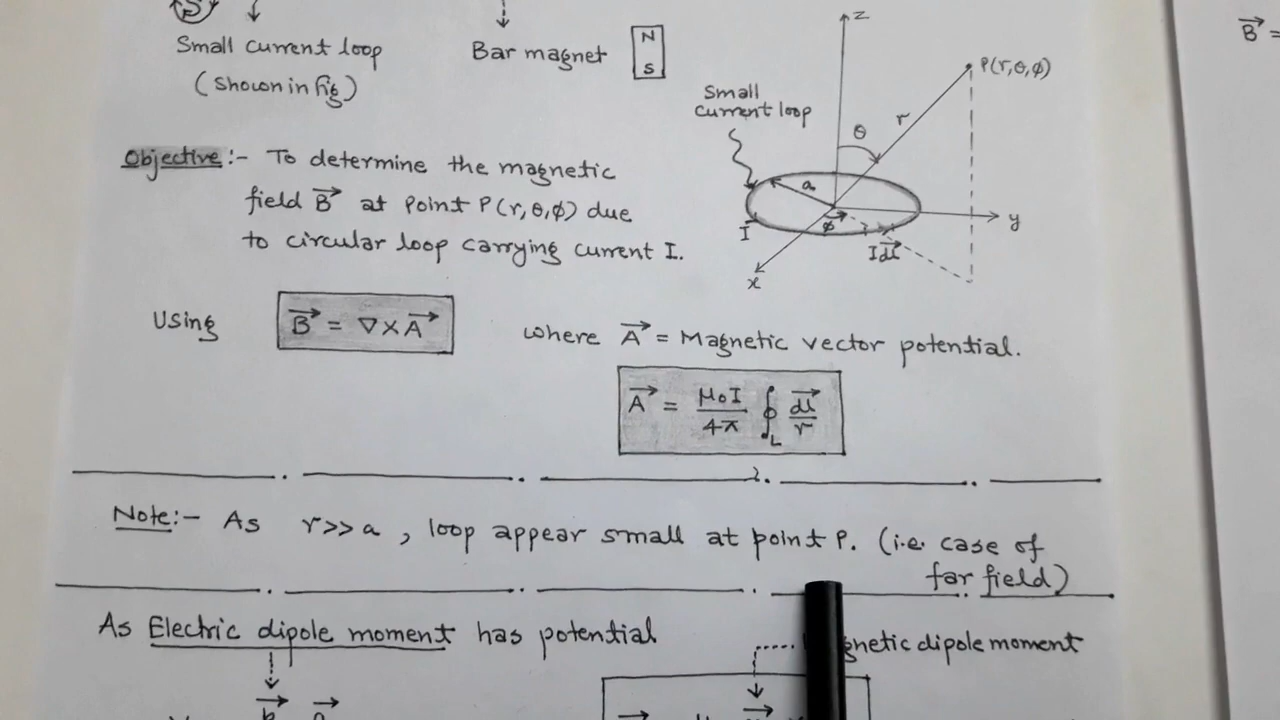 S
Small current loop
(Shown in fig)
Bar magnet
N
S
z
P(r,θ,ϕ)
Small
current loop
r
θ
a
ϕ
I
y
I dl⃗
x
B⃗ =
Objective:- To determine the magnetic
field B⃗ at point P(r,θ,ϕ) due
to circular loop carrying current I.
Using B⃗ = ∇×A⃗ where A⃗ = Magnetic vector potential.
A⃗ = μ₀I/4π ∮_L dl⃗/r
Note:- As r>>a, loop appear small at point P. (i.e. case of
far field)
As Electric dipole moment has potential
gnetic dipole moment